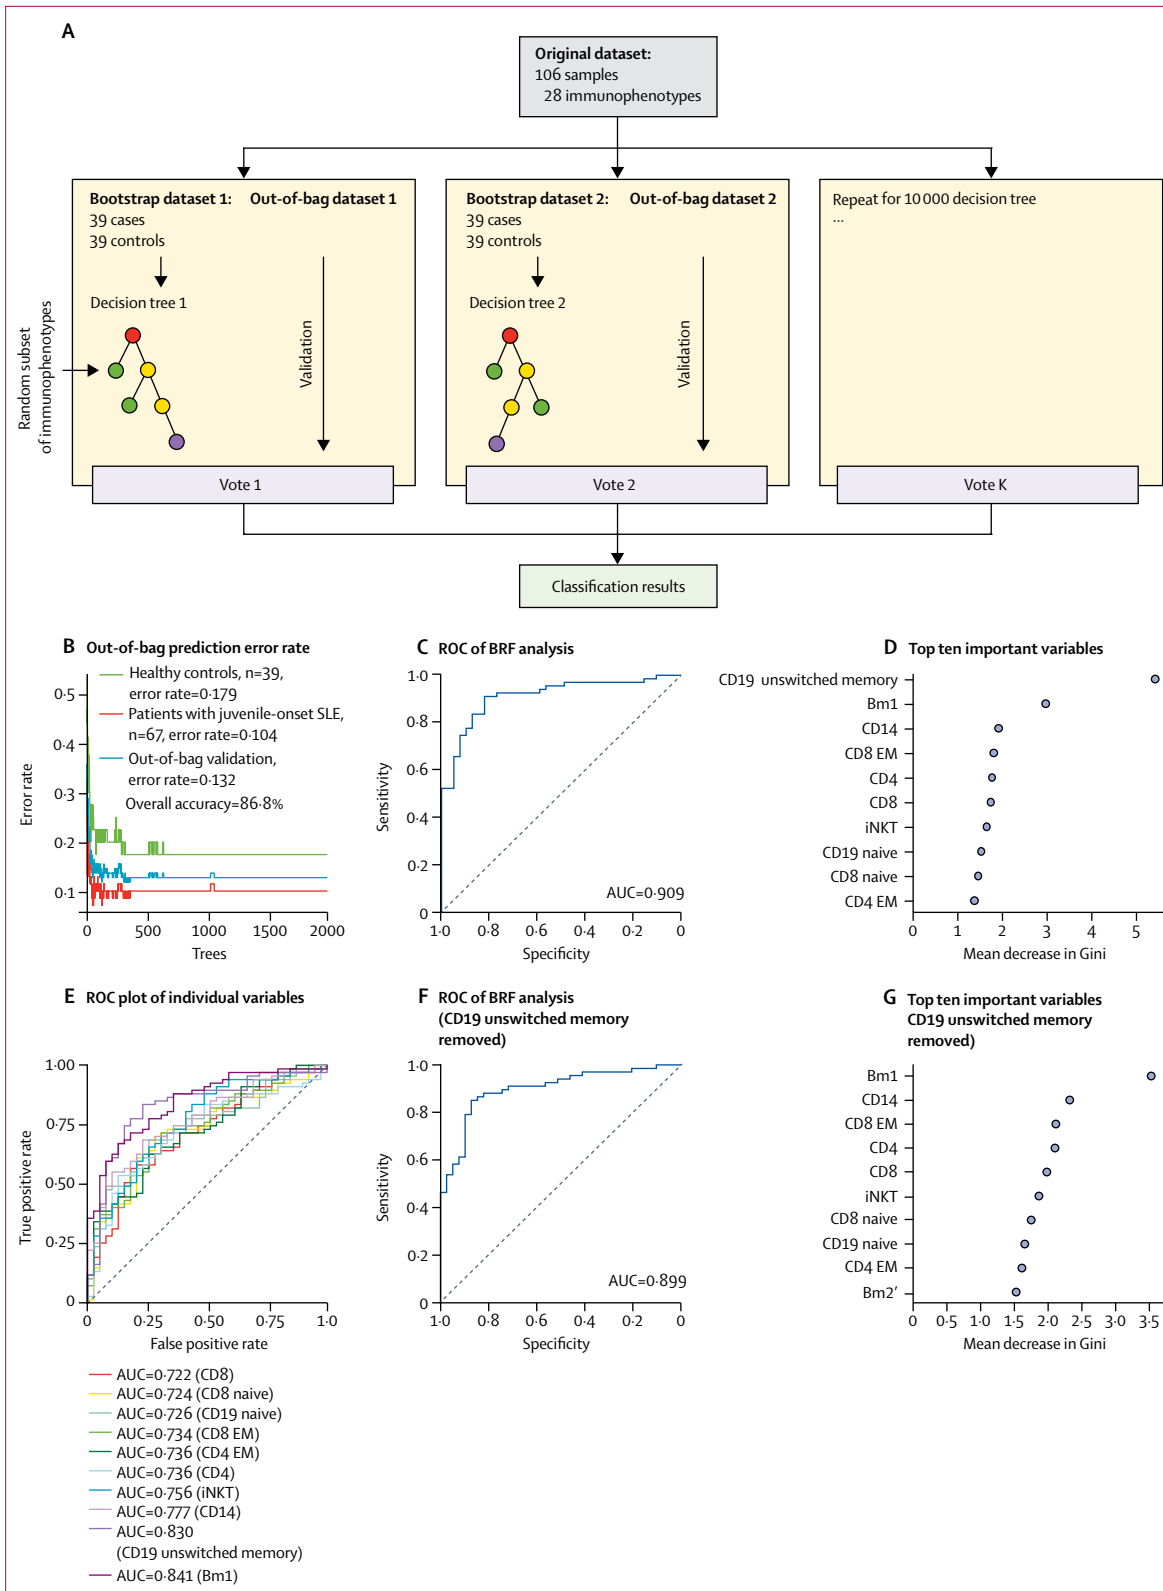 A
Original dataset:
106 samples
28 immunophenotypes
Bootstrap dataset 1:
39 cases
39 controls
Out-of-bag dataset 1
Decision tree 1
Validation
Random subset
of immunophenotypes
Vote 1
Bootstrap dataset 2:
39 cases
39 controls
Out-of-bag dataset 2
Decision tree 2
Validation
Vote 2
Repeat for 10 000 decision tree
...
Vote K
Classification results
B Out-of-bag prediction error rate
Healthy controls, n=39,
error rate=0·179
Patients with juvenile-onset SLE,
n=67, error rate=0·104
Out-of-bag validation,
error rate=0·132
Overall accuracy=86·8%
Error rate
0·5
0·4
0·3
0·2
0·1
0 500 1000 1500 2000
Trees
C ROC of BRF analysis
Sensitivity
1·0
0·8
0·6
0·4
0·2
0
AUC=0·909
1·0 0·8 0·6 0·4 0·2 0
Specificity
D Top ten important variables
CD19 unswitched memory
Bm1
CD14
CD8 EM
CD4
CD8
iNKT
CD19 naive
CD8 naive
CD4 EM
0 1 2 3 4 5
Mean decrease in Gini
E ROC plot of individual variables
True positive rate
1·00
0·75
0·50
0·25
0
0 0·25 0·50 0·75 1·0
False positive rate
AUC=0·722 (CD8)
AUC=0·724 (CD8 naive)
AUC=0·726 (CD19 naive)
AUC=0·734 (CD8 EM)
AUC=0·736 (CD4 EM)
AUC=0·736 (CD4)
AUC=0·756 (iNKT)
AUC=0·777 (CD14)
AUC=0·830
(CD19 unswitched memory)
AUC=0·841 (Bm1)
F ROC of BRF analysis
(CD19 unswitched memory
removed)
Sensitivity
1·0
0·8
0·6
0·4
0·2
0
AUC=0·899
1·0 0·8 0·6 0·4 0·2 0
Specificity
G Top ten important variables
CD19 unswitched memory
removed)
Bm1
CD14
CD8 EM
CD4
CD8
iNKT
CD8 naive
CD19 naive
CD4 EM
Bm2′
0 0·5 1·0 1·5 2·0 2·5 3·0 3·5
Mean decrease in Gini